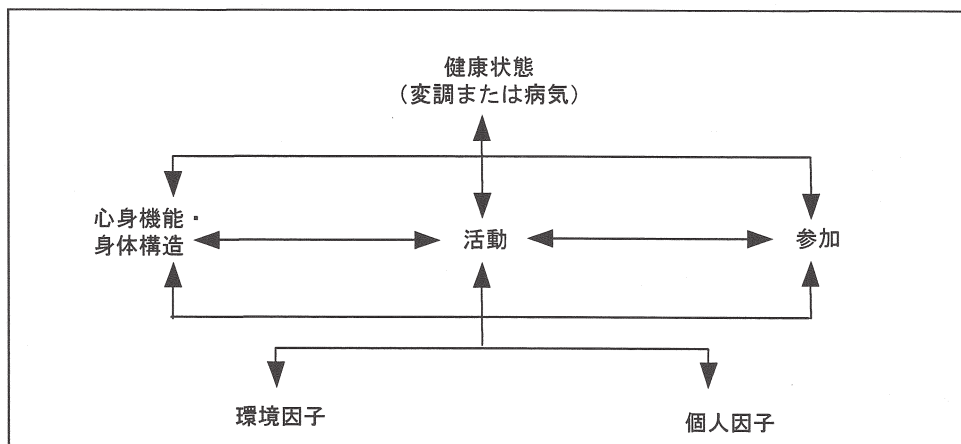 健康状態
（変調または病気）
心身機能・
身体構造
活動
参加
環境因子
個人因子